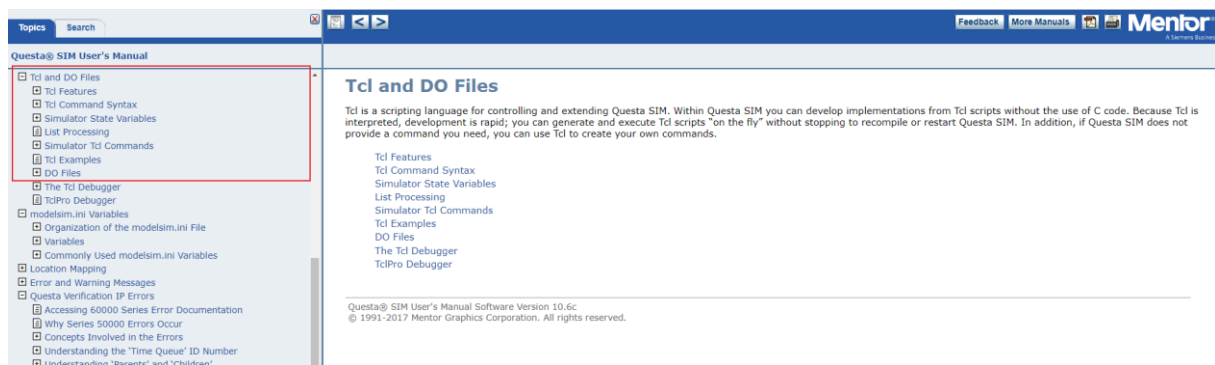 Topics
Search
Feedback
More Manuals
Mentor
A Siemens Busines
Questa® SIM User's Manual
Tcl and DO Files
Tcl Features
Tcl Command Syntax
Simulator State Variables
List Processing
Simulator Tcl Commands
Tcl Examples
DO Files
The Tcl Debugger
TclPro Debugger
modelsim.ini Variables
Organization of the modelsim.ini File
Variables
Commonly Used modelsim.ini Variables
Location Mapping
Error and Warning Messages
Questa Verification IP Errors
Accessing 60000 Series Error Documentation
Why Series 50000 Errors Occur
Concepts Involved in the Errors
Understanding the 'Time Queue' ID Number
Understanding 'Parents' and 'Children'
Tcl and DO Files
Tcl is a scripting language for controlling and extending Questa SIM. Within Questa SIM you can develop implementations from Tcl scripts without the use of C code. Because Tcl is
interpreted, development is rapid; you can generate and execute Tcl scripts "on the fly" without stopping to recompile or restart Questa SIM. In addition, if Questa SIM does not
provide a command you need, you can use Tcl to create your own commands.
Tcl Features
Tcl Command Syntax
Simulator State Variables
List Processing
Simulator Tcl Commands
Tcl Examples
DO Files
The Tcl Debugger
TclPro Debugger
Questa® SIM User's Manual Software Version 10.6c
© 1991-2017 Mentor Graphics Corporation. All rights reserved.